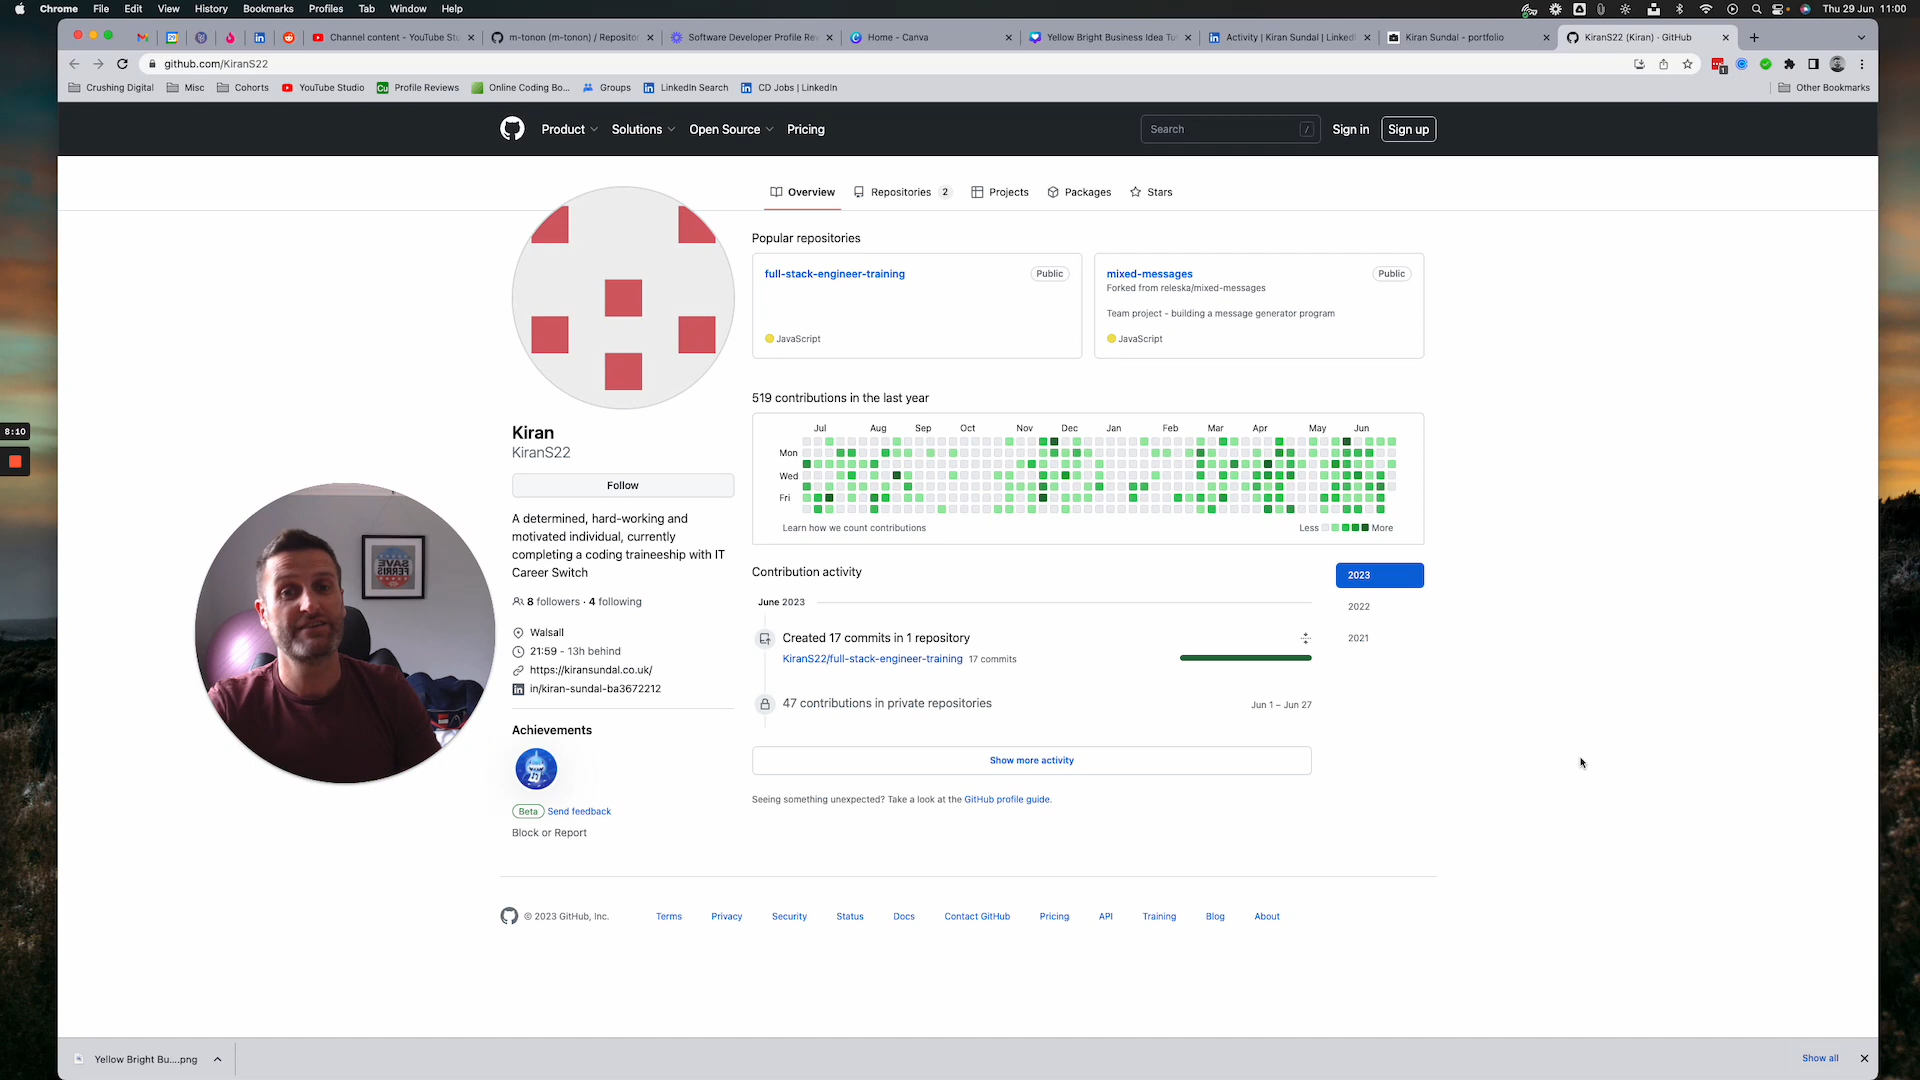 Chrome File Edit View History Bookmarks Profiles Tab Window Help Thu 29 Jun 11:00
Channel content - YouTube Stu m-tonon (m-tonon) / Repositor Software Developer Profile Rev Home - Canva Yellow Bright Business Idea Tu Activity | Kiran Sundal | LinkedI Kiran Sundal - portfolio KiranS22 (Kiran) · GitHub
github.com/KiranS22
Crushing Digital Misc Cohorts YouTube Studio Profile Reviews Online Coding Bo... Groups LinkedIn Search CD Jobs | LinkedIn Other Bookmarks
Product Solutions Open Source Pricing Search / Sign in Sign up
Overview Repositories 2 Projects Packages Stars
Popular repositories
full-stack-engineer-training Public
JavaScript
mixed-messages Public
Forked from releska/mixed-messages
Team project - building a message generator program
JavaScript
519 contributions in the last year
Jul Aug Sep Oct Nov Dec Jan Feb Mar Apr May Jun
Mon
Wed
Fri
Learn how we count contributions Less More
8:10
Kiran
KiranS22
Follow
A determined, hard-working and
motivated individual, currently
completing a coding traineeship with IT
Career Switch
8 followers · 4 following
Walsall
21:59 - 13h behind
https://kiransundal.co.uk/
in/kiran-sundal-ba3672212
Achievements
Beta Send feedback
Block or Report
SAVE
FERRIS
Contribution activity
2023
2022
2021
June 2023
Created 17 commits in 1 repository
KiranS22/full-stack-engineer-training 17 commits
47 contributions in private repositories Jun 1 – Jun 27
Show more activity
Seeing something unexpected? Take a look at the GitHub profile guide.
© 2023 GitHub, Inc. Terms Privacy Security Status Docs Contact GitHub Pricing API Training Blog About
Yellow Bright Bu....png Show all